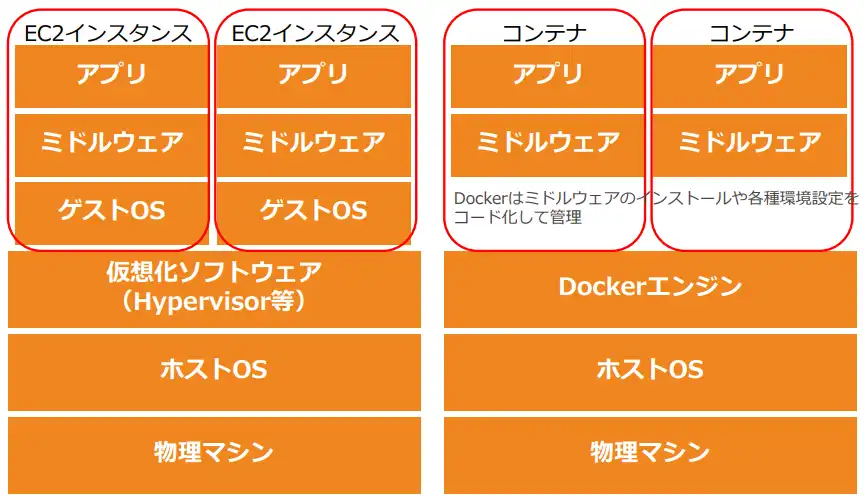 EC2インスタンス
アプリ
ミドルウェア
ゲストOS
EC2インスタンス
アプリ
ミドルウェア
ゲストOS
仮想化ソフトウェア
（Hypervisor等）
ホストOS
物理マシン
コンテナ
アプリ
ミドルウェア
コンテナ
アプリ
ミドルウェア
Dockerはミドルウェアのインストールや各種環境設定を
コード化して管理
Dockerエンジン
ホストOS
物理マシン